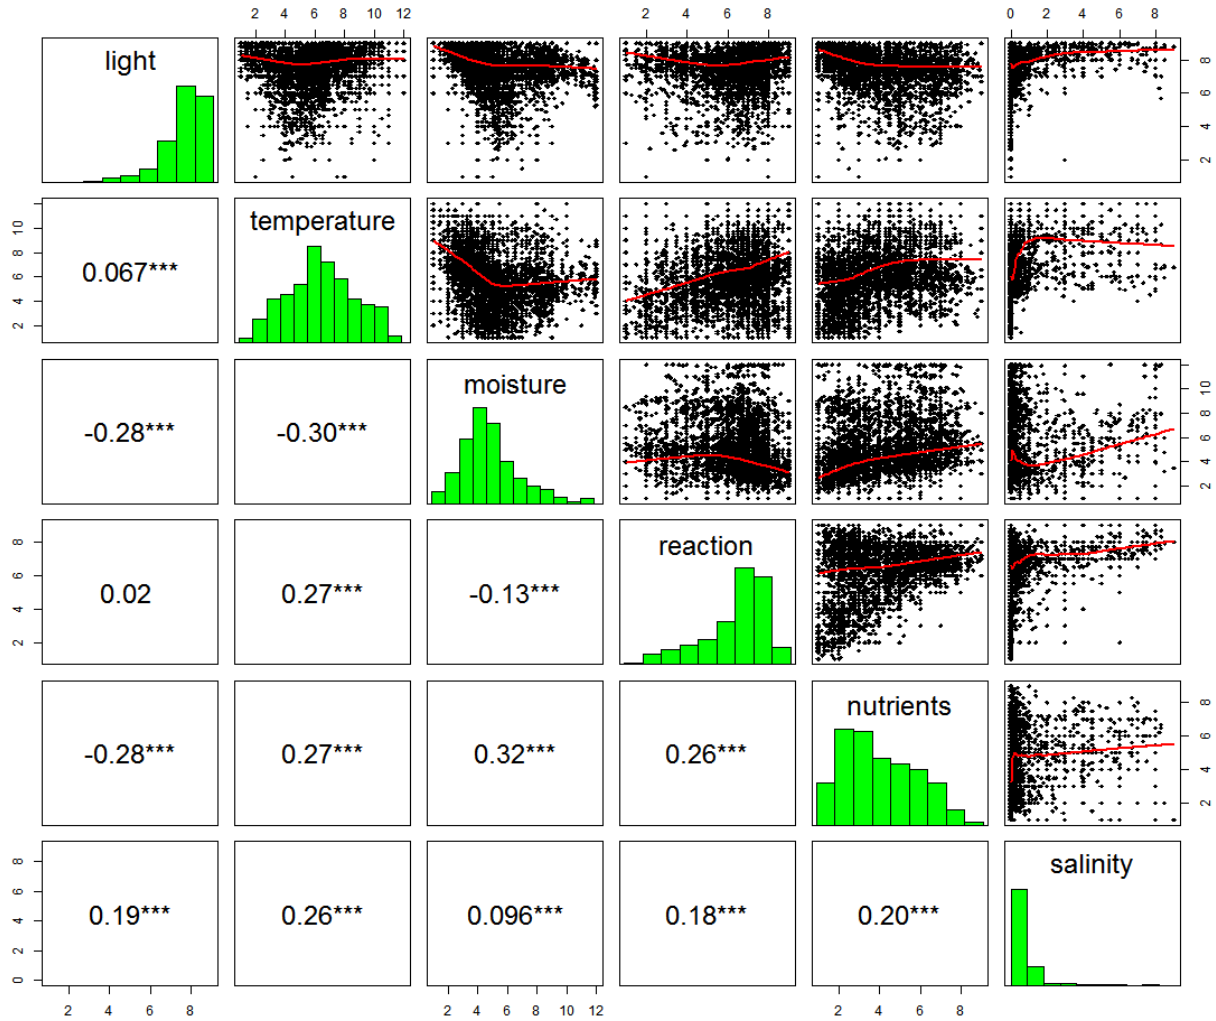 2 4 6 8 10 12
2 4 6 8
0 2 4 6 8
light
2 4 6 8
2 4 6 8 10
0.067***
temperature
-0.28***
-0.30***
moisture
2 4 6 8 10
2 4 6 8
0.02
0.27***
-0.13***
reaction
-0.28***
0.27***
0.32***
0.26***
nutrients
2 4 6 8
0 2 4 6 8
0.19***
0.26***
0.096***
0.18***
0.20***
salinity
2 4 6 8
2 4 6 8 10 12
2 4 6 8